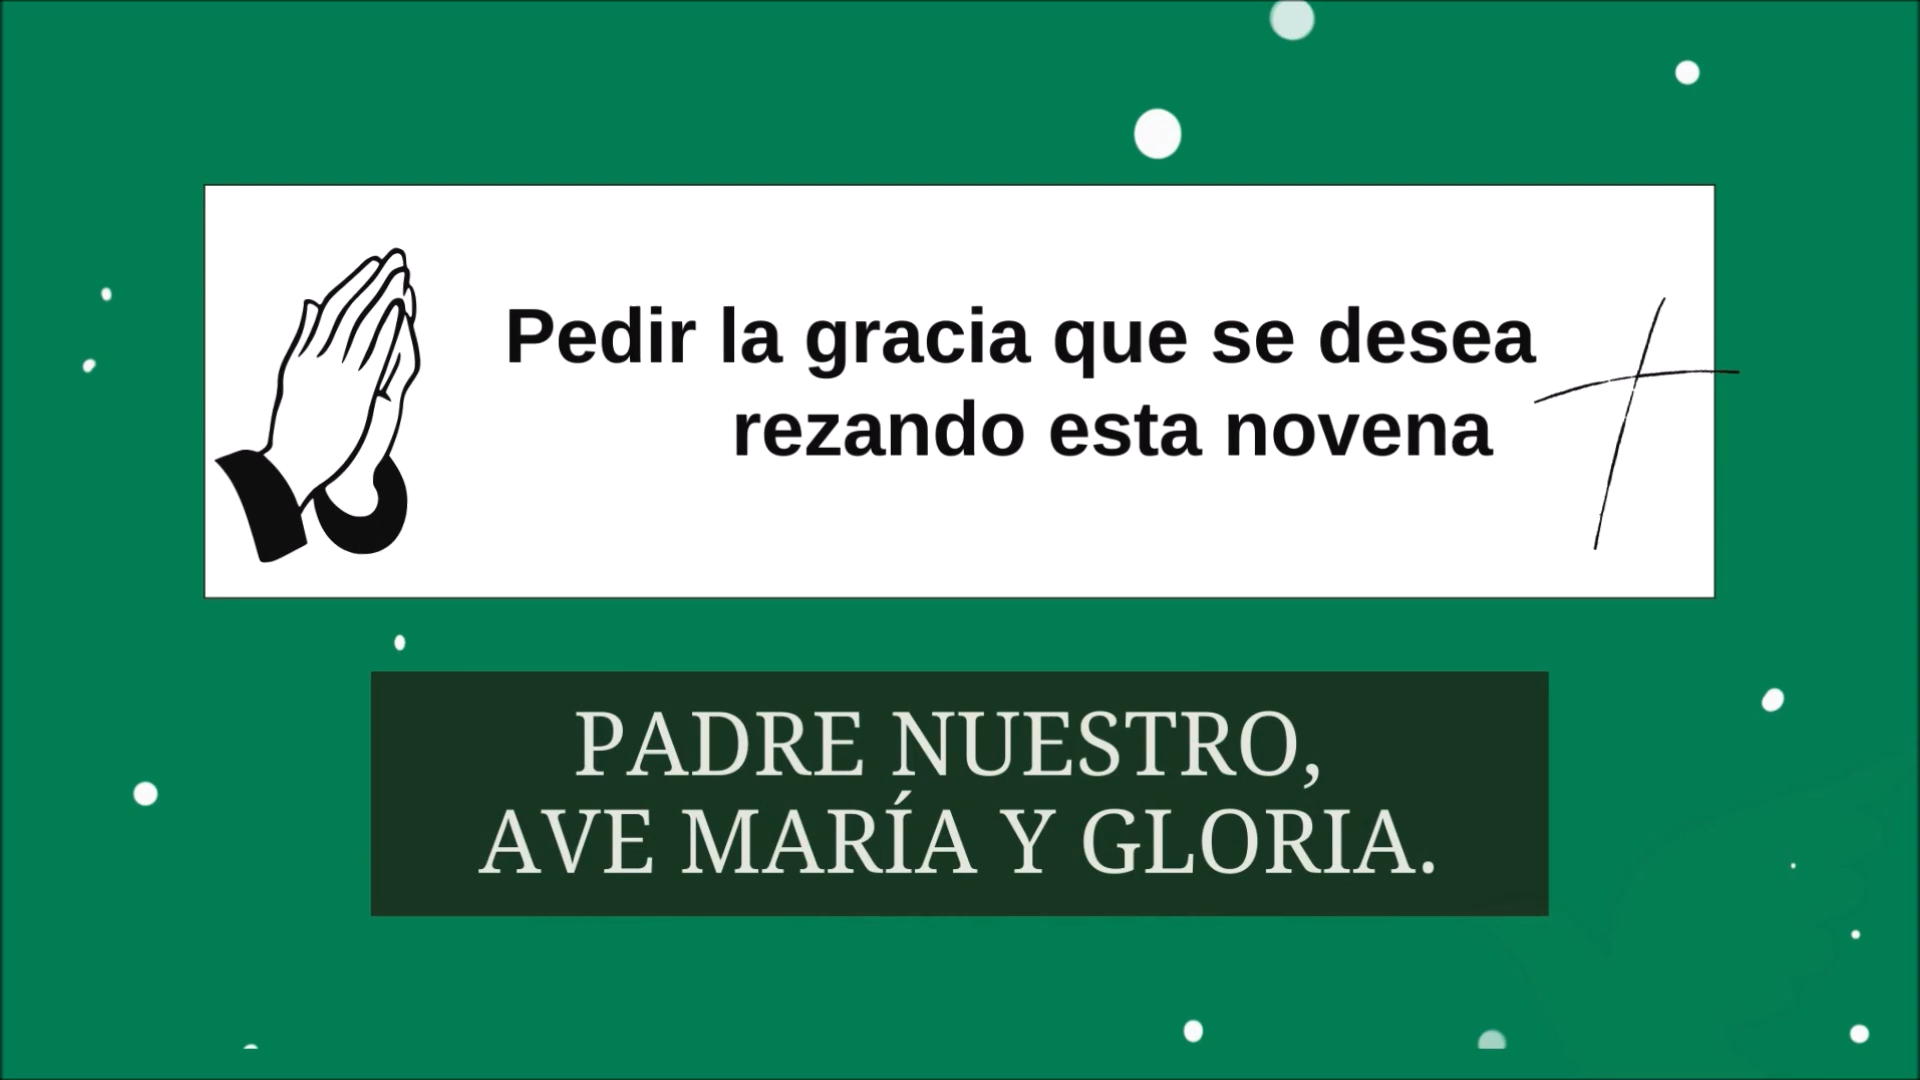 Pedir la gracia que se desea
rezando esta novena
PADRE NUESTRO,
AVE MARÍA Y GLORIA.